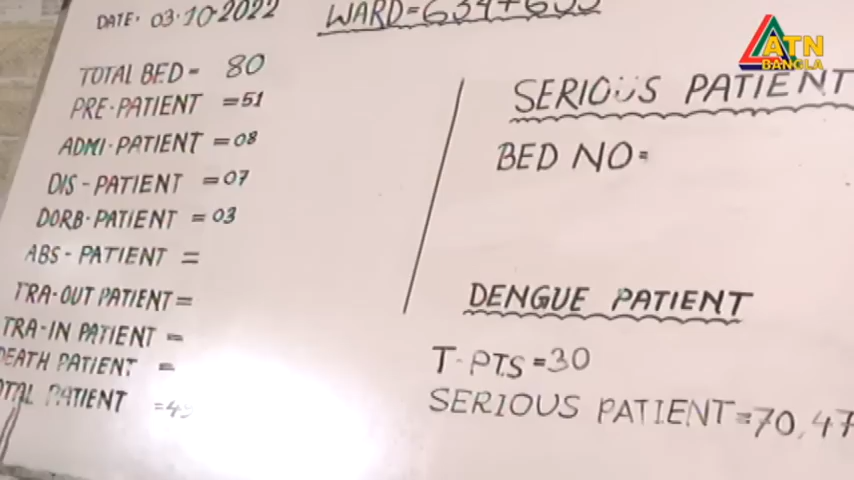 DATE: 03·10·2022
TOTAL BED = 80
PRE·PATIENT = 51
ADMI·PATIENT = 08
DIS-PATIENT = 07
DORB·PATIENT = 03
ABS-PATIENT =
TRA-OUT PATIENT =
TRA-IN PATIENT =
DEATH PATIENT =
TOTAL PATIENT =
WARD=
ATN
BANGLA
SERIOUS PATIENT
BED NO=
DENGUE PATIENT
T-PTS=30
SERIOUS PATIENT=70,47